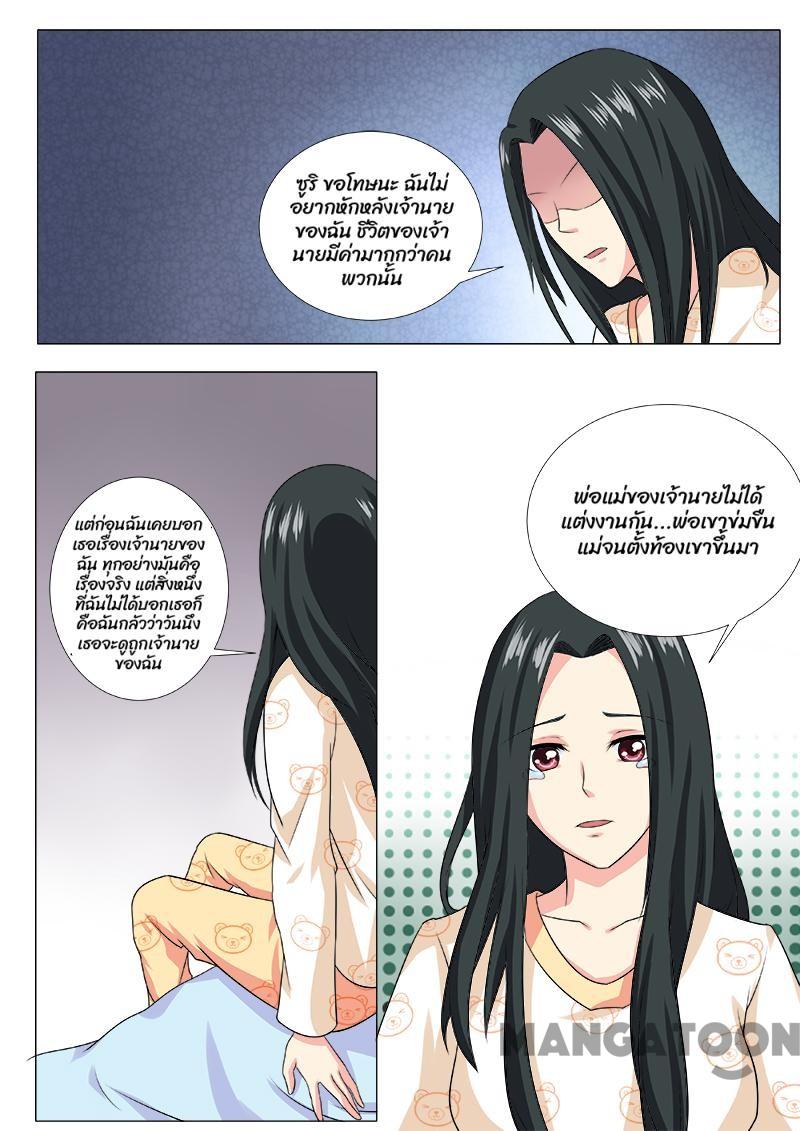 ซูริ ขอโทษนะ ฉันไม่
อยากหักหลังเจ้านาย
ของฉัน ชีวิตของเจ้า
นายมีค่ามากกว่าคน
พวกนั้น
แต่ก่อนฉันเคยบอก
เธอเรื่องเจ้านายของ
ฉัน ทุกอย่างมันคือ
เรื่องจริง แต่สิ่งหนึ่ง
ที่ฉันไม่ได้บอกเธอก็
คือฉันกลัวว่าวันนึง
เธอจะดูถูกเจ้านาย
ของฉัน
พ่อแม่ของเจ้านายไม่ได้
แต่งงานกัน...พ่อเขาข่มขืน
แม่จนตั้งท้องเขาขึ้นมา
MANGATOON